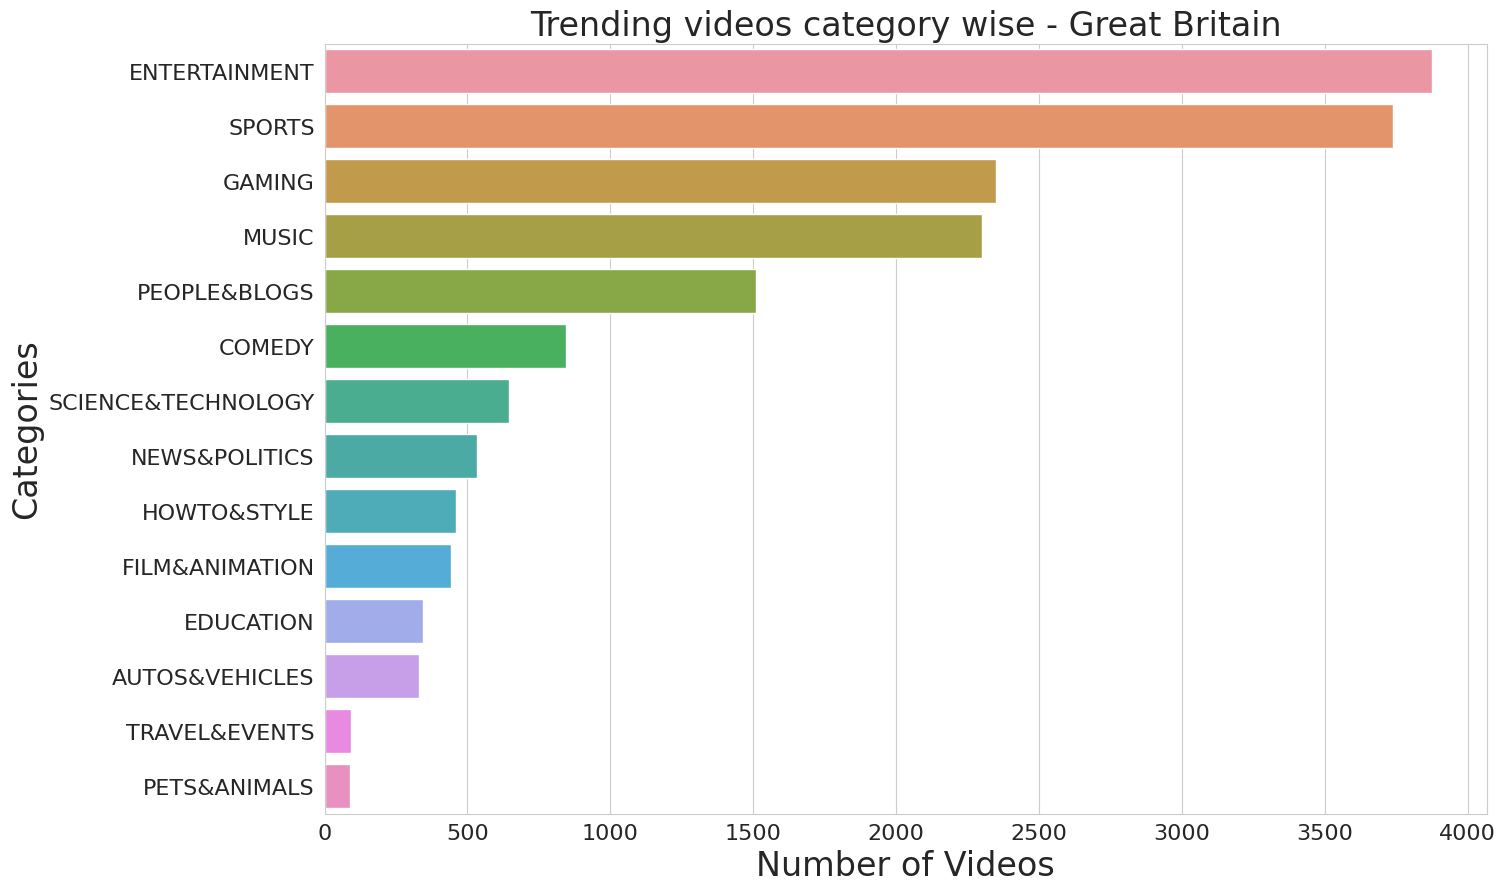 Trending videos category wise - Great Britain
ENTERTAINMENT
SPORTS
GAMING
MUSIC
PEOPLE&BLOGS
COMEDY
SCIENCE&TECHNOLOGY
NEWS&POLITICS
HOWTO&STYLE
FILM&ANIMATION
EDUCATION
AUTOS&VEHICLES
TRAVEL&EVENTS
PETS&ANIMALS
Categories
0 500 1000 1500 2000 2500 3000 3500 4000
Number of Videos